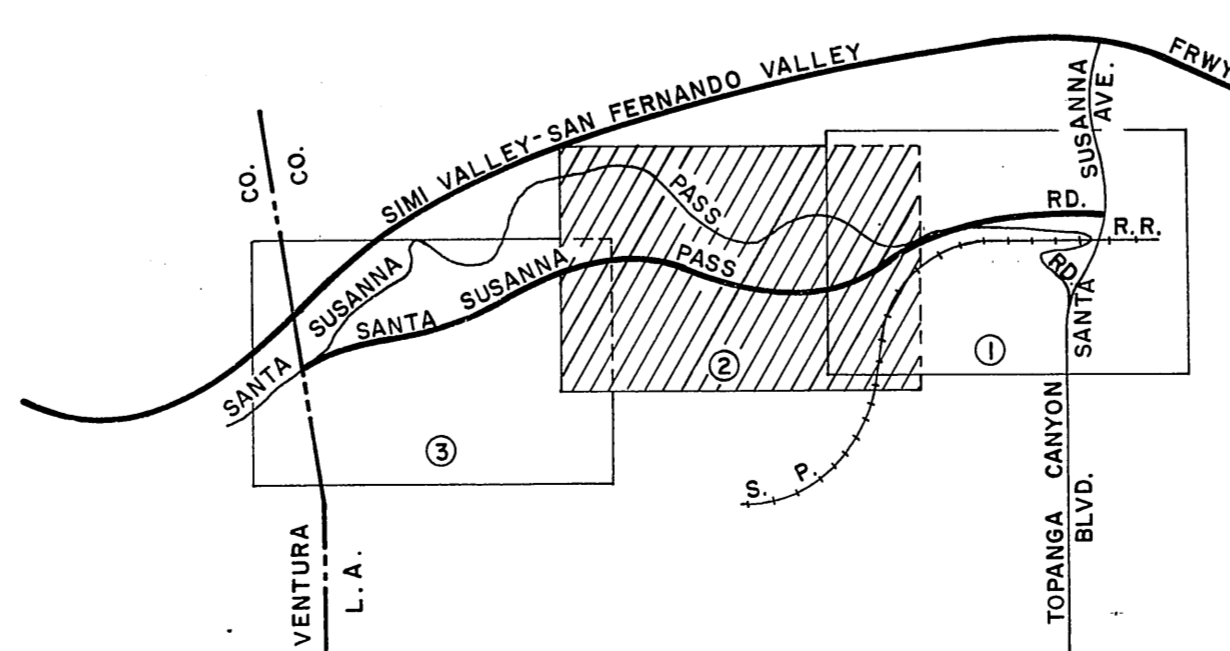 SIMI VALLEY-SAN FERNANDO VALLEY
FRWY
SUSANNA
AVE.
CO.
CO.
SANTA SUSANNA PASS RD.
SANTA SUSANNA PASS RD.
R.R.
SANTA
①
②
③
S. P.
TOPANGA CANYON
BLVD.
VENTURA
L.A.